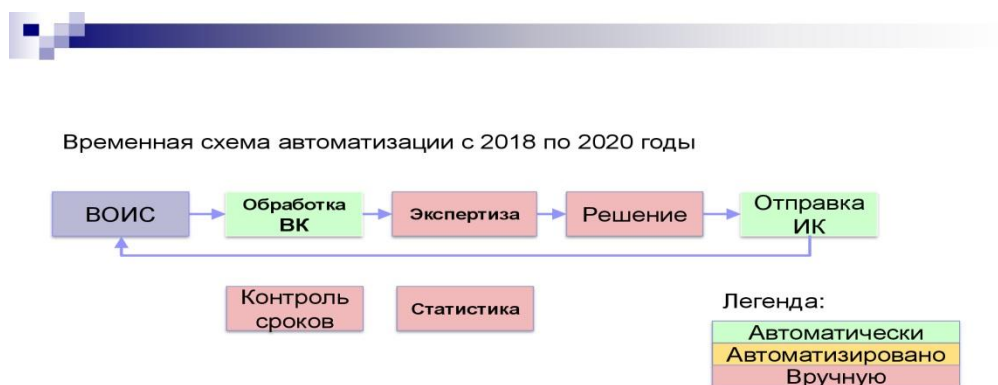 Временная схема автоматизации с 2018 по 2020 годы
ВОИС
Обработка
ВК
Экспертиза
Решение
Отправка
ИК
Контроль
сроков
Статистика
Легенда:
Автоматически
Автоматизировано
Вручную